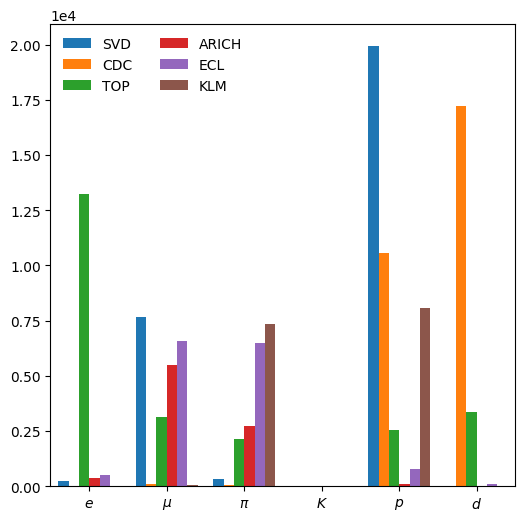 1e4
SVD ARICH
CDC ECL
TOP KLM
2.00
1.75
1.50
1.25
1.00
0.75
0.50
0.25
0.00
e μ π K p d